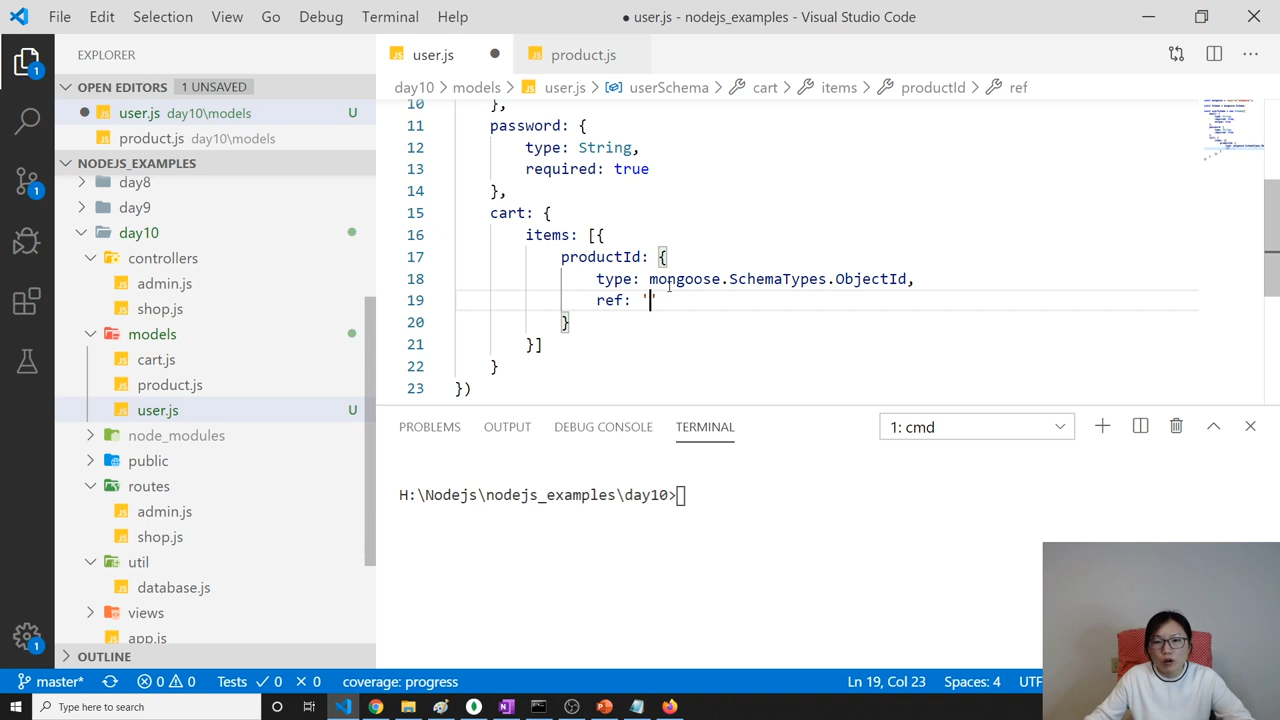 File Edit Selection View Go Debug Terminal Help ● user.js - nodejs_examples - Visual Studio Code
EXPLORER
OPEN EDITORS 1 UNSAVED
user.js day10\models U
product.js day10\models
NODEJS_EXAMPLES
day8
day9
day10
controllers
admin.js
shop.js
models
cart.js
product.js
user.js U
node_modules
public
routes
admin.js
shop.js
util
database.js
views
app.js
OUTLINE
JS user.js JS product.js
day10 > models > JS user.js > userSchema > cart > items > productId > ref
10 },
11 password: {
12 type: String,
13 required: true
14 },
15 cart: {
16 items: [{
17 productId: {
18 type: mongoose.SchemaTypes.ObjectId,
19 ref: ''
20 }
21 }]
22 }
23 })
PROBLEMS OUTPUT DEBUG CONSOLE TERMINAL 1: cmd
H:\Nodejs\nodejs_examples\day10>
master* 0 0 Tests 0 0 coverage: progress Ln 19, Col 23 Spaces: 4 UTF
Type here to search